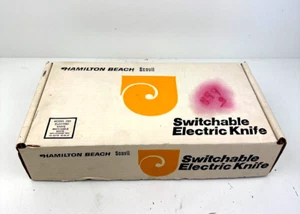 HAMILTON BEACH Scovill
Switchable
Electric Knife
HAMILTON BEACH Scovill
Switchable
Electric Knife